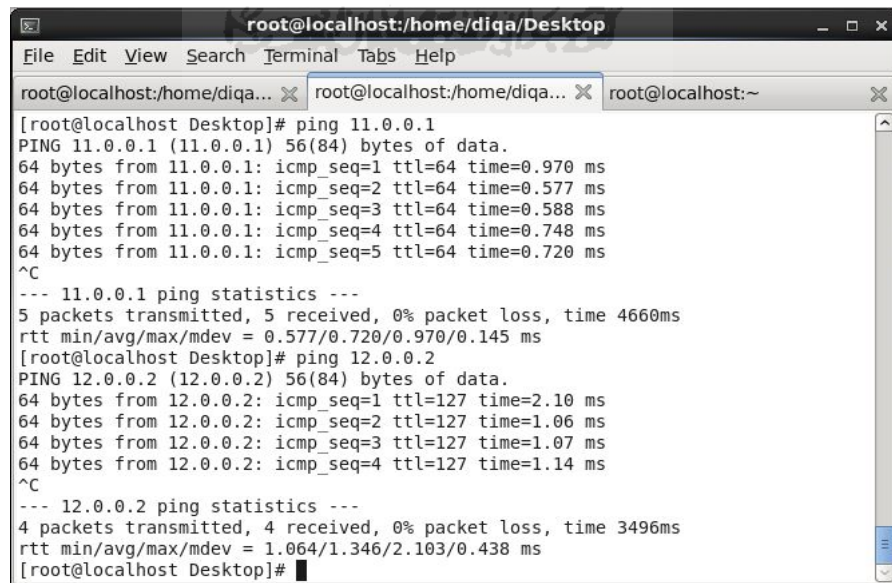 root@localhost:/home/diqa/Desktop
File Edit View Search Terminal Tabs Help
root@localhost:/home/diqa... root@localhost:/home/diqa... root@localhost:~
[root@localhost Desktop]# ping 11.0.0.1
PING 11.0.0.1 (11.0.0.1) 56(84) bytes of data.
64 bytes from 11.0.0.1: icmp_seq=1 ttl=64 time=0.970 ms
64 bytes from 11.0.0.1: icmp_seq=2 ttl=64 time=0.577 ms
64 bytes from 11.0.0.1: icmp_seq=3 ttl=64 time=0.588 ms
64 bytes from 11.0.0.1: icmp_seq=4 ttl=64 time=0.748 ms
64 bytes from 11.0.0.1: icmp_seq=5 ttl=64 time=0.720 ms
^C
--- 11.0.0.1 ping statistics ---
5 packets transmitted, 5 received, 0% packet loss, time 4660ms
rtt min/avg/max/mdev = 0.577/0.720/0.970/0.145 ms
[root@localhost Desktop]# ping 12.0.0.2
PING 12.0.0.2 (12.0.0.2) 56(84) bytes of data.
64 bytes from 12.0.0.2: icmp_seq=1 ttl=127 time=2.10 ms
64 bytes from 12.0.0.2: icmp_seq=2 ttl=127 time=1.06 ms
64 bytes from 12.0.0.2: icmp_seq=3 ttl=127 time=1.07 ms
64 bytes from 12.0.0.2: icmp_seq=4 ttl=127 time=1.14 ms
^C
--- 12.0.0.2 ping statistics ---
4 packets transmitted, 4 received, 0% packet loss, time 3496ms
rtt min/avg/max/mdev = 1.064/1.346/2.103/0.438 ms
[root@localhost Desktop]#